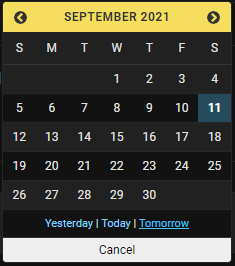 SEPTEMBER 2021
S M T W T F S
1 2 3 4
5 6 7 8 9 10 11
12 13 14 15 16 17 18
19 20 21 22 23 24 25
26 27 28 29 30
Yesterday | Today | Tomorrow
Cancel